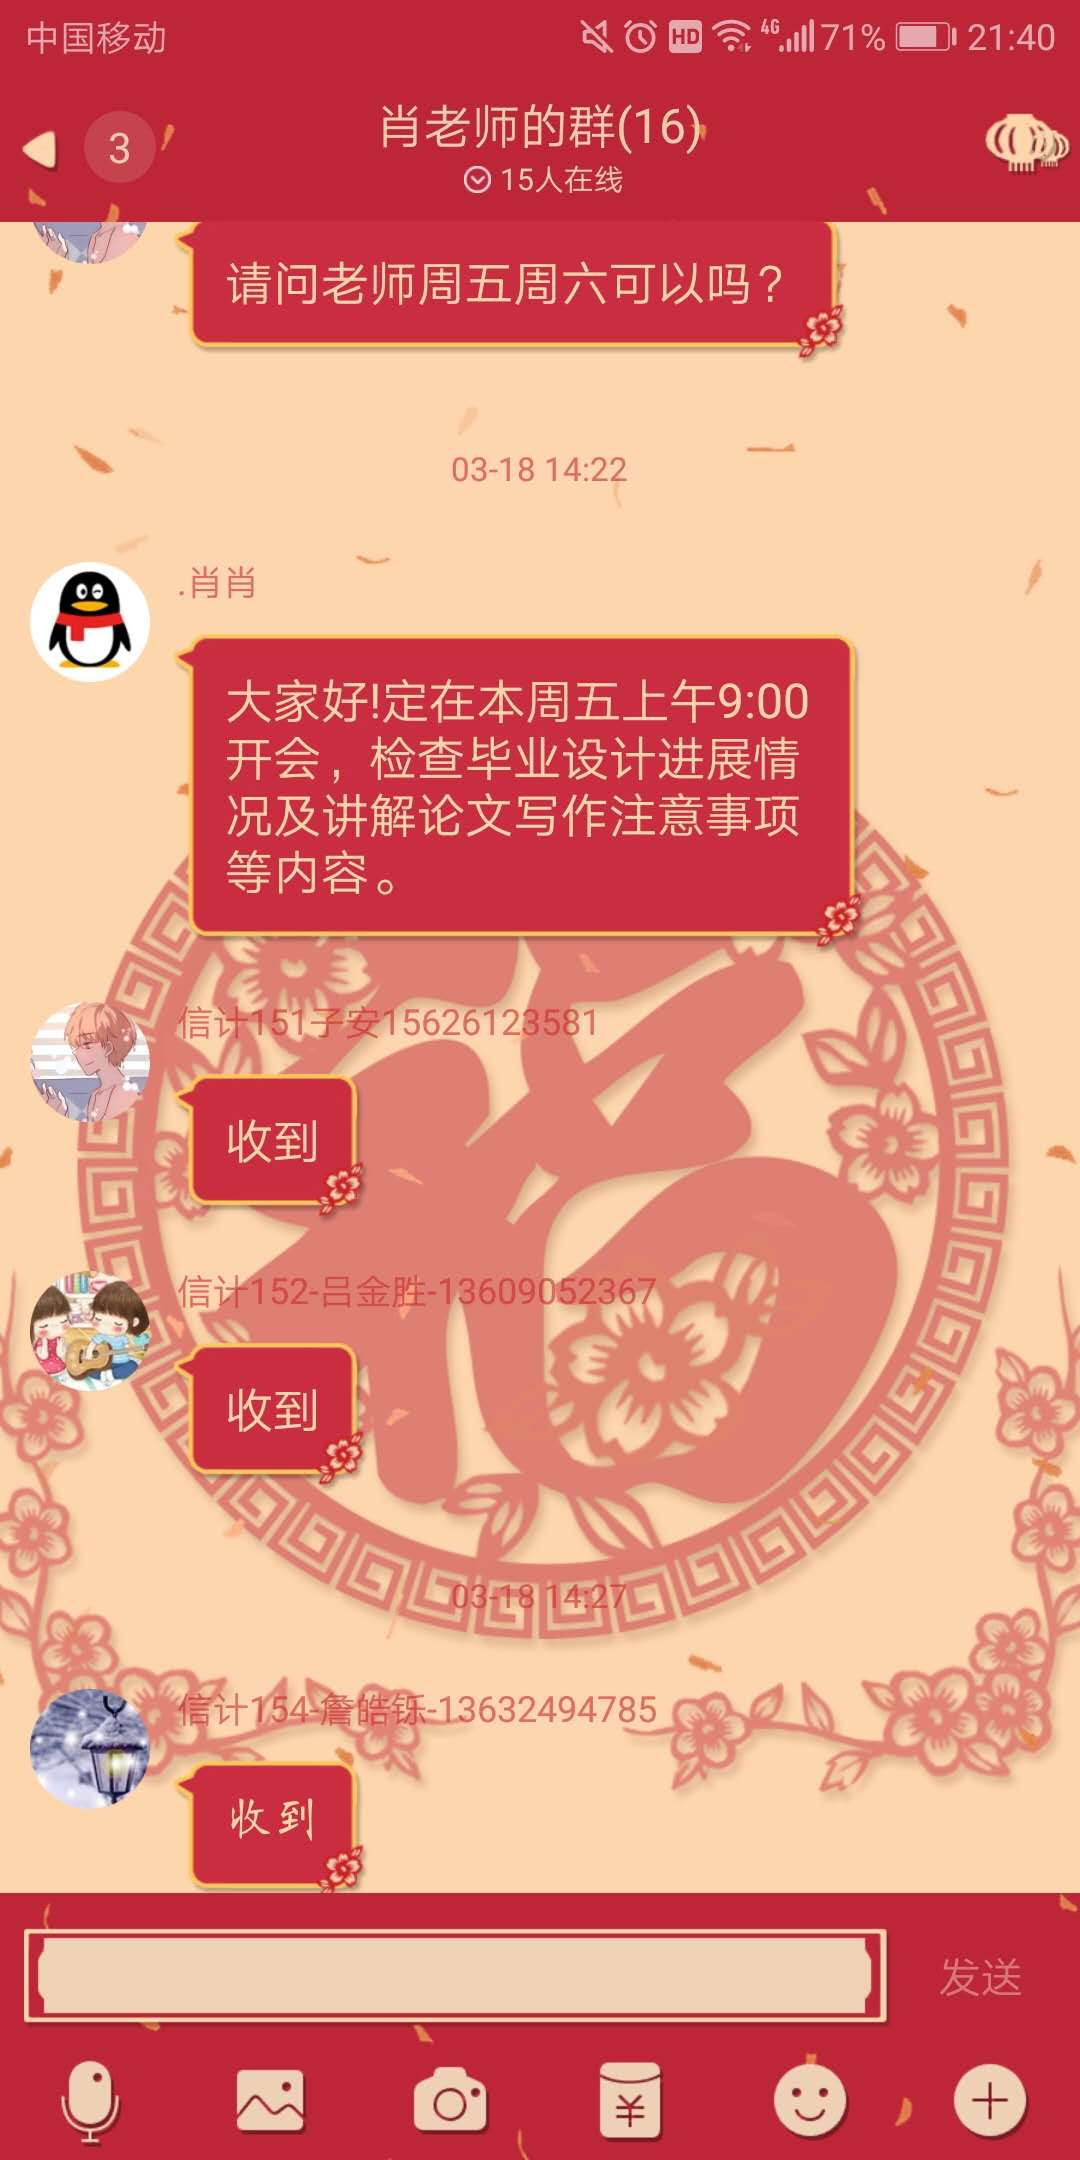 中国移动
HD 4G 71% 21:40
3
肖老师的群(16)
15人在线
请问老师周五周六可以吗？
03-18 14:22
.肖肖
大家好!定在本周五上午9:00
开会，检查毕业设计进展情
况及讲解论文写作注意事项
等内容。
信计151子安15626123581
收到
信计152-吕金胜-13609052367
收到
03-18 14:27
信计154-詹皓铄-13632494785
收到
福
发送
¥